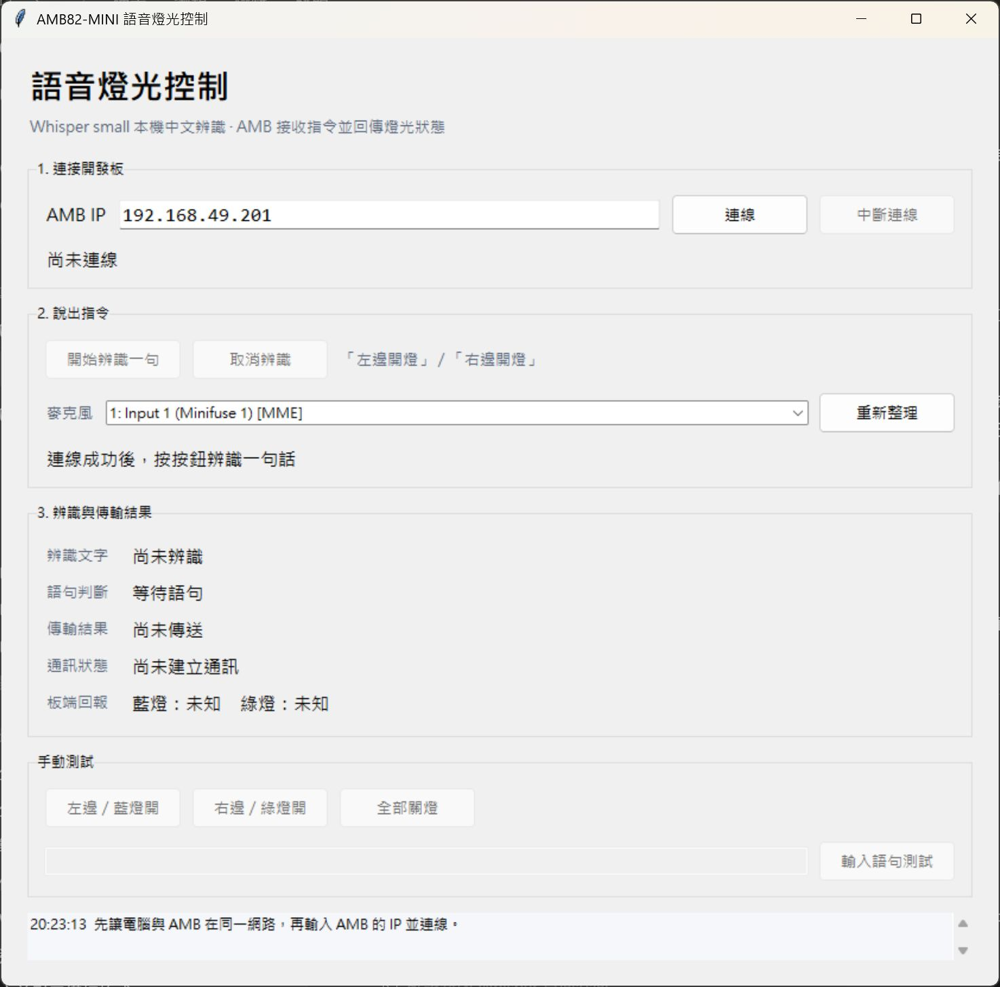 AMB82-MINI 語音燈光控制
語音燈光控制
Whisper small 本機中文辨識 · AMB 接收指令並回傳燈光狀態
1. 連接開發板
AMB IP 192.168.49.201 連線 中斷連線
尚未連線
2. 說出指令
開始辨識一句 取消辨識 「左邊開燈」 / 「右邊開燈」
麥克風 1: Input 1 (Minifuse 1) [MME] 重新整理
連線成功後，按按鈕辨識一句話
3. 辨識與傳輸結果
辨識文字 尚未辨識
語句判斷 等待語句
傳輸結果 尚未傳送
通訊狀態 尚未建立通訊
板端回報 藍燈：未知 綠燈：未知
手動測試
左邊 / 藍燈開 右邊 / 綠燈開 全部關燈
輸入語句測試
20:23:13 先讓電腦與 AMB 在同一網路，再輸入 AMB 的 IP 並連線。